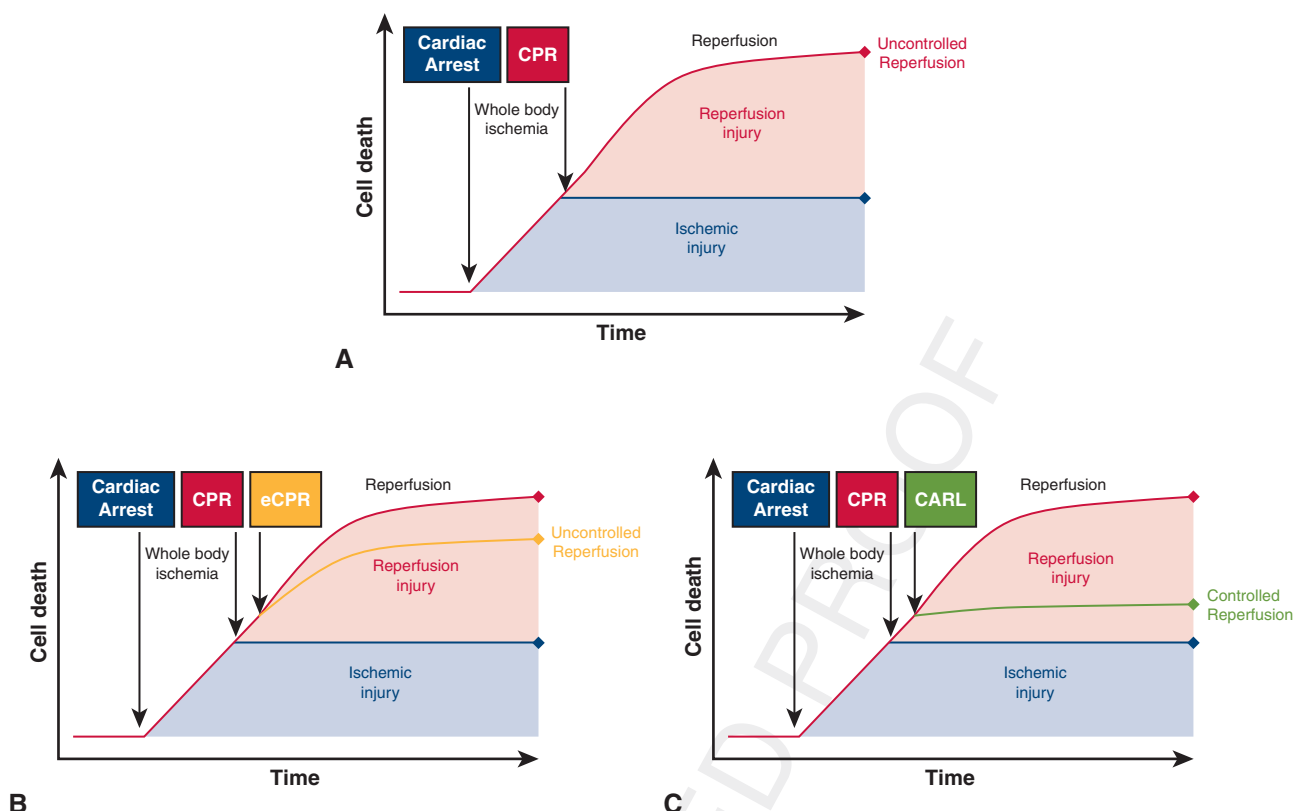 Cardiac
Arrest
CPR
Reperfusion
Uncontrolled
Reperfusion
Whole body
ischemia
Reperfusion
injury
Ischemic
injury
Cell death
Time
A
Cardiac
Arrest
CPR
eCPR
Reperfusion
Whole body
ischemia
Uncontrolled
Reperfusion
Reperfusion
injury
Ischemic
injury
Cell death
Time
B
Cardiac
Arrest
CPR
CARL
Reperfusion
Whole body
ischemia
Reperfusion
injury
Controlled
Reperfusion
Ischemic
injury
Cell death
Time
C
ED PROOF